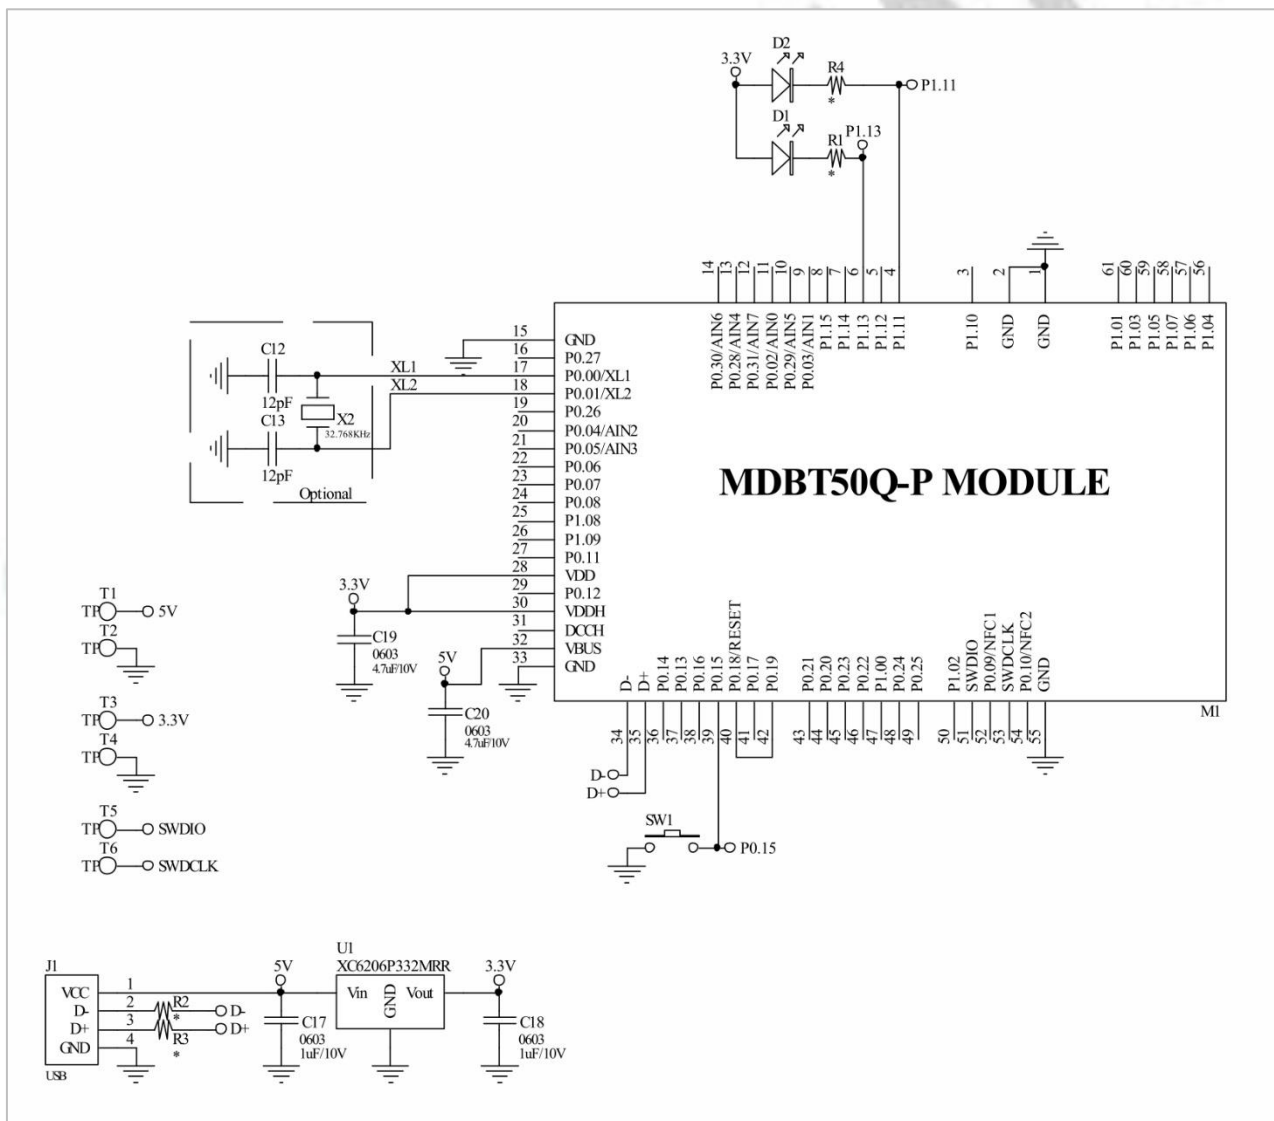 D2
3.3V
R4
*
P1.11
D1
R1
*
P1.13
14
13
12
11
10
9
8
7
6
5
4
3
2
1
61
60
59
58
57
56
P0.30/AIN6
P0.28/AIN4
P0.31/AIN7
P0.02/AIN0
P0.29/AIN5
P0.03/AIN1
P1.15
P1.14
P1.13
P1.12
P1.11
P1.10
GND
GND
P1.01
P1.03
P1.05
P1.07
P1.06
P1.04
C12
12pF
C13
12pF
X2
32.768KHz
Optional
XL1
XL2
15 GND
16 P0.27
17 P0.00/XL1
18 P0.01/XL2
19 P0.26
20 P0.04/AIN2
21 P0.05/AIN3
22 P0.06
23 P0.07
24 P0.08
25 P1.08
26 P1.09
27 P0.11
28 VDD
29 P0.12
30 VDDH
31 DCCH
32 VBUS
33 GND
MDBT50Q-P MODULE
M1
3.3V
C19
0603
4.7uF/10V
5V
C20
0603
4.7uF/10V
D-
D+
P0.14
P0.13
P0.16
P0.15
P0.18/RESET
P0.17
P0.19
P0.21
P0.20
P0.23
P0.22
P1.00
P0.24
P0.25
P1.02
SWDIO
P0.09/NFC1
SWDCLK
P0.10/NFC2
GND
34
35
36
37
38
39
40
41
42
43
44
45
46
47
48
49
50
51
52
53
54
55
D-
D+
SW1
P0.15
T1
TP 5V
T2
TP
T3
TP 3.3V
T4
TP
T5
TP SWDIO
T6
TP SWDCLK
J1
VCC 1
D- 2 R2 D-
*
D+ 3 R3 D+
*
GND 4
USB
5V
C17
0603
1uF/10V
U1
XC6206P332MRR
Vin GND Vout
3.3V
C18
0603
1uF/10V